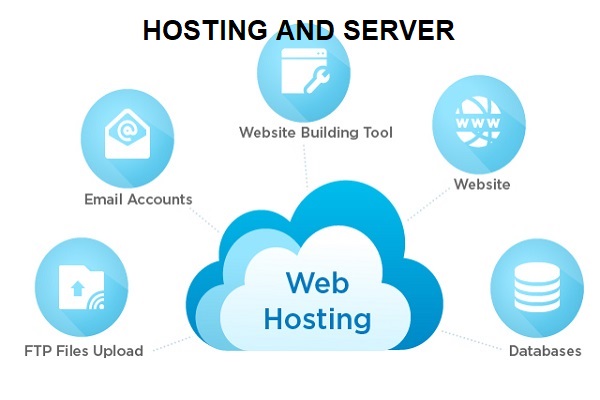 HOSTING AND SERVER
Website Building Tool
@
WWW
Email Accounts
Website
Web
Hosting
FTP Files Upload
Databases